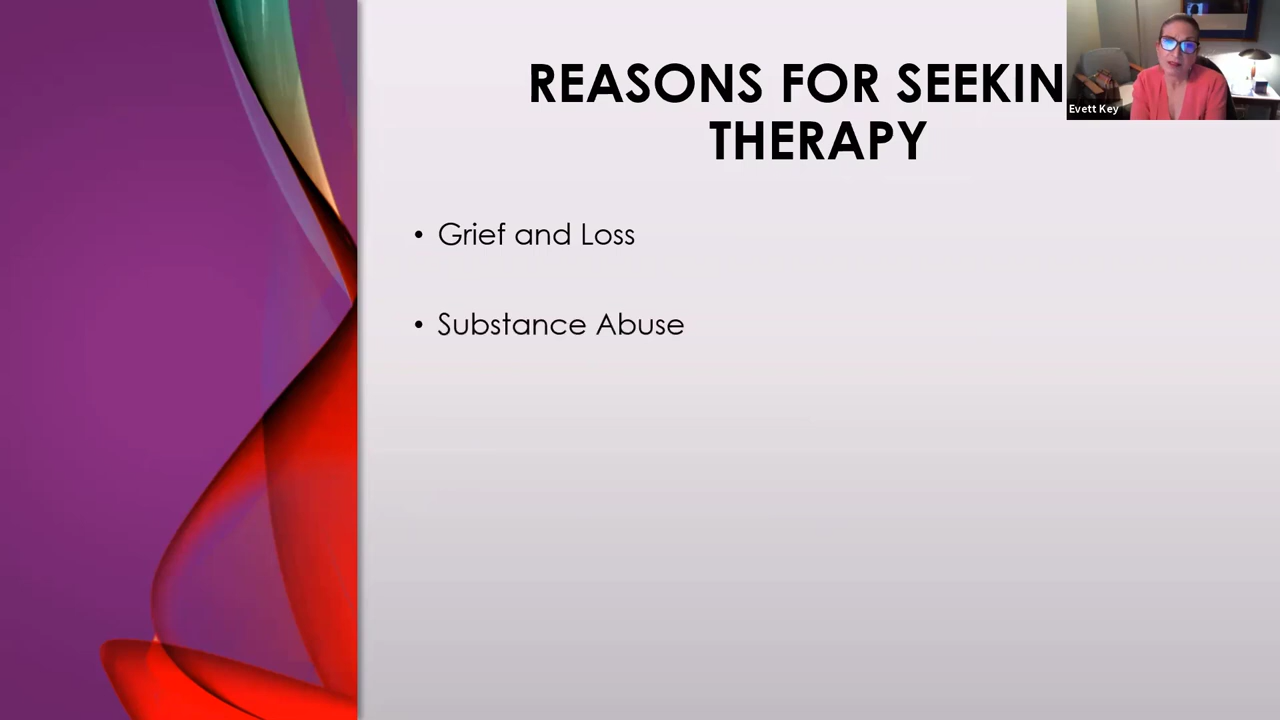 REASONS FOR SEEKIN
THERAPY
Evett Key
• Grief and Loss
• Substance Abuse